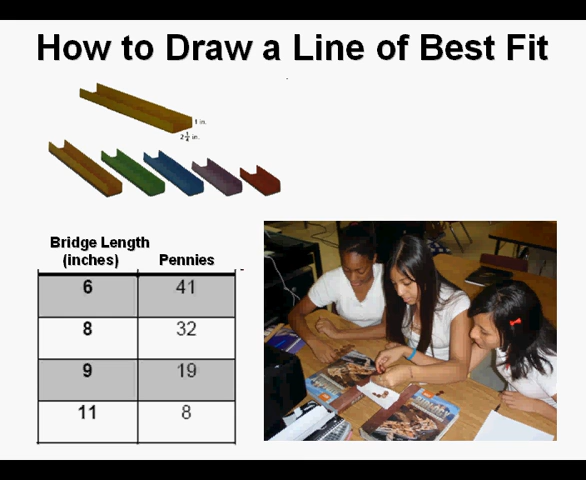 How to Draw a Line of Best Fit
1 in.
2 1/4 in.
Bridge Length
(inches) Pennies
6 41
8 32
9 19
11 8